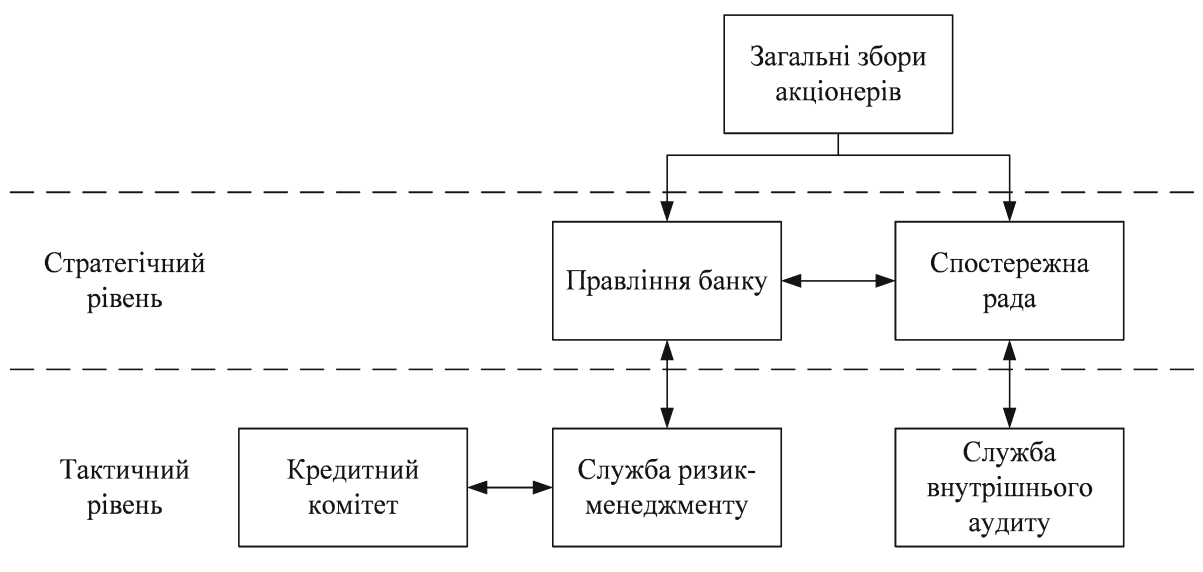 Загальні збори
акціонерів
Стратегічний
рівень
Правління банку
Спостережна
рада
Тактичний
рівень
Кредитний
комітет
Служба ризик-
менеджменту
Служба
внутрішнього
аудиту